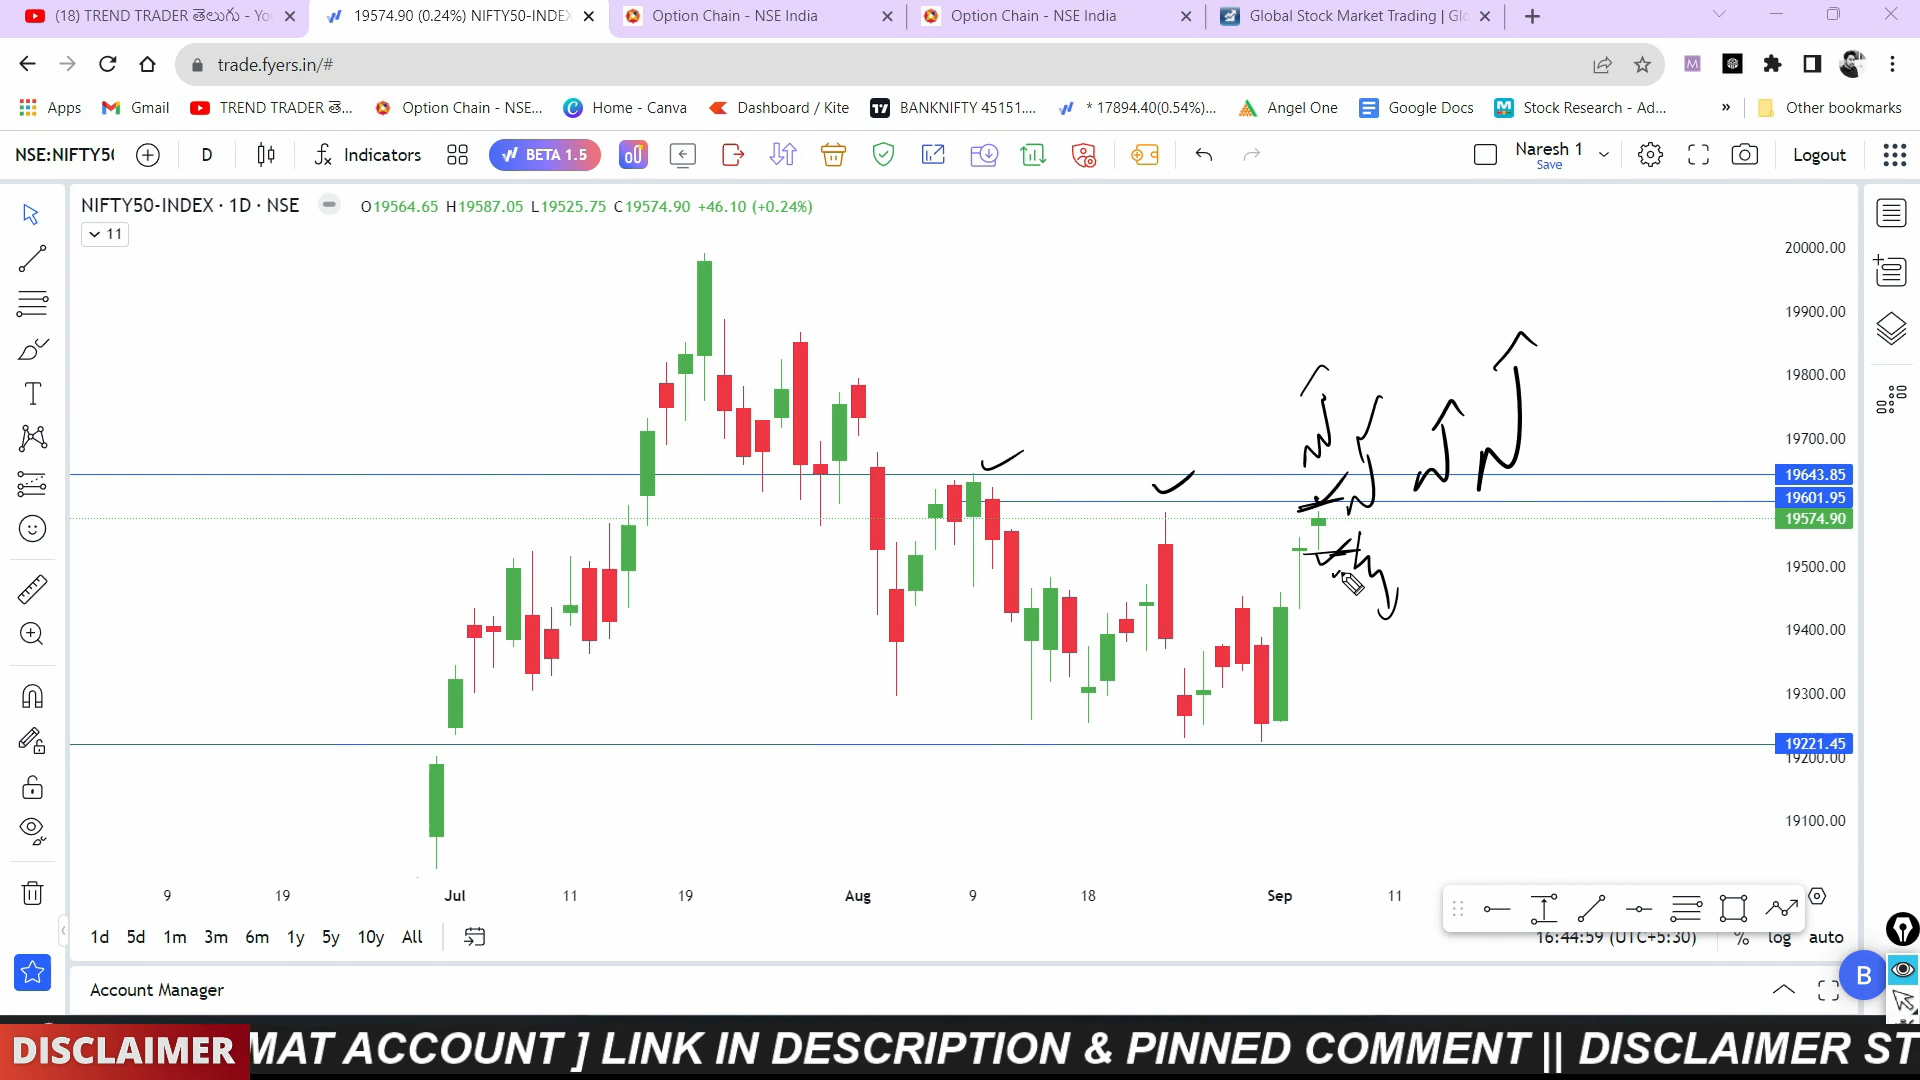 (18) TREND TRADER తెలుగు - Yo
19574.90 (0.24%) NIFTY50-INDEX
Option Chain - NSE India
Option Chain - NSE India
Global Stock Market Trading | Glo
trade.fyers.in/#
Apps
Gmail
TREND TRADER తె...
Option Chain - NSE...
Home - Canva
Dashboard / Kite
BANKNIFTY 45151....
* 17894.40(0.54%)...
Angel One
Google Docs
Stock Research - Ad...
»
Other bookmarks
NSE:NIFTY50
D
Indicators
BETA 1.5
Naresh 1
Save
Logout
NIFTY50-INDEX · 1D · NSE
O19564.65 H19587.05 L19525.75 C19574.90 +46.10 (+0.24%)
11
20000.00
19900.00
19800.00
19700.00
19643.85
19601.95
19574.90
19500.00
19400.00
19300.00
19221.45
19200.00
19100.00
9
19
Jul
11
19
Aug
9
18
Sep
11
1d 5d 1m 3m 6m 1y 5y 10y All
16:44:59 (UTC+5:30)
% log auto
B
Account Manager
DISCLAIMER
MAT ACCOUNT ] LINK IN DESCRIPTION & PINNED COMMENT || DISCLAIMER ST